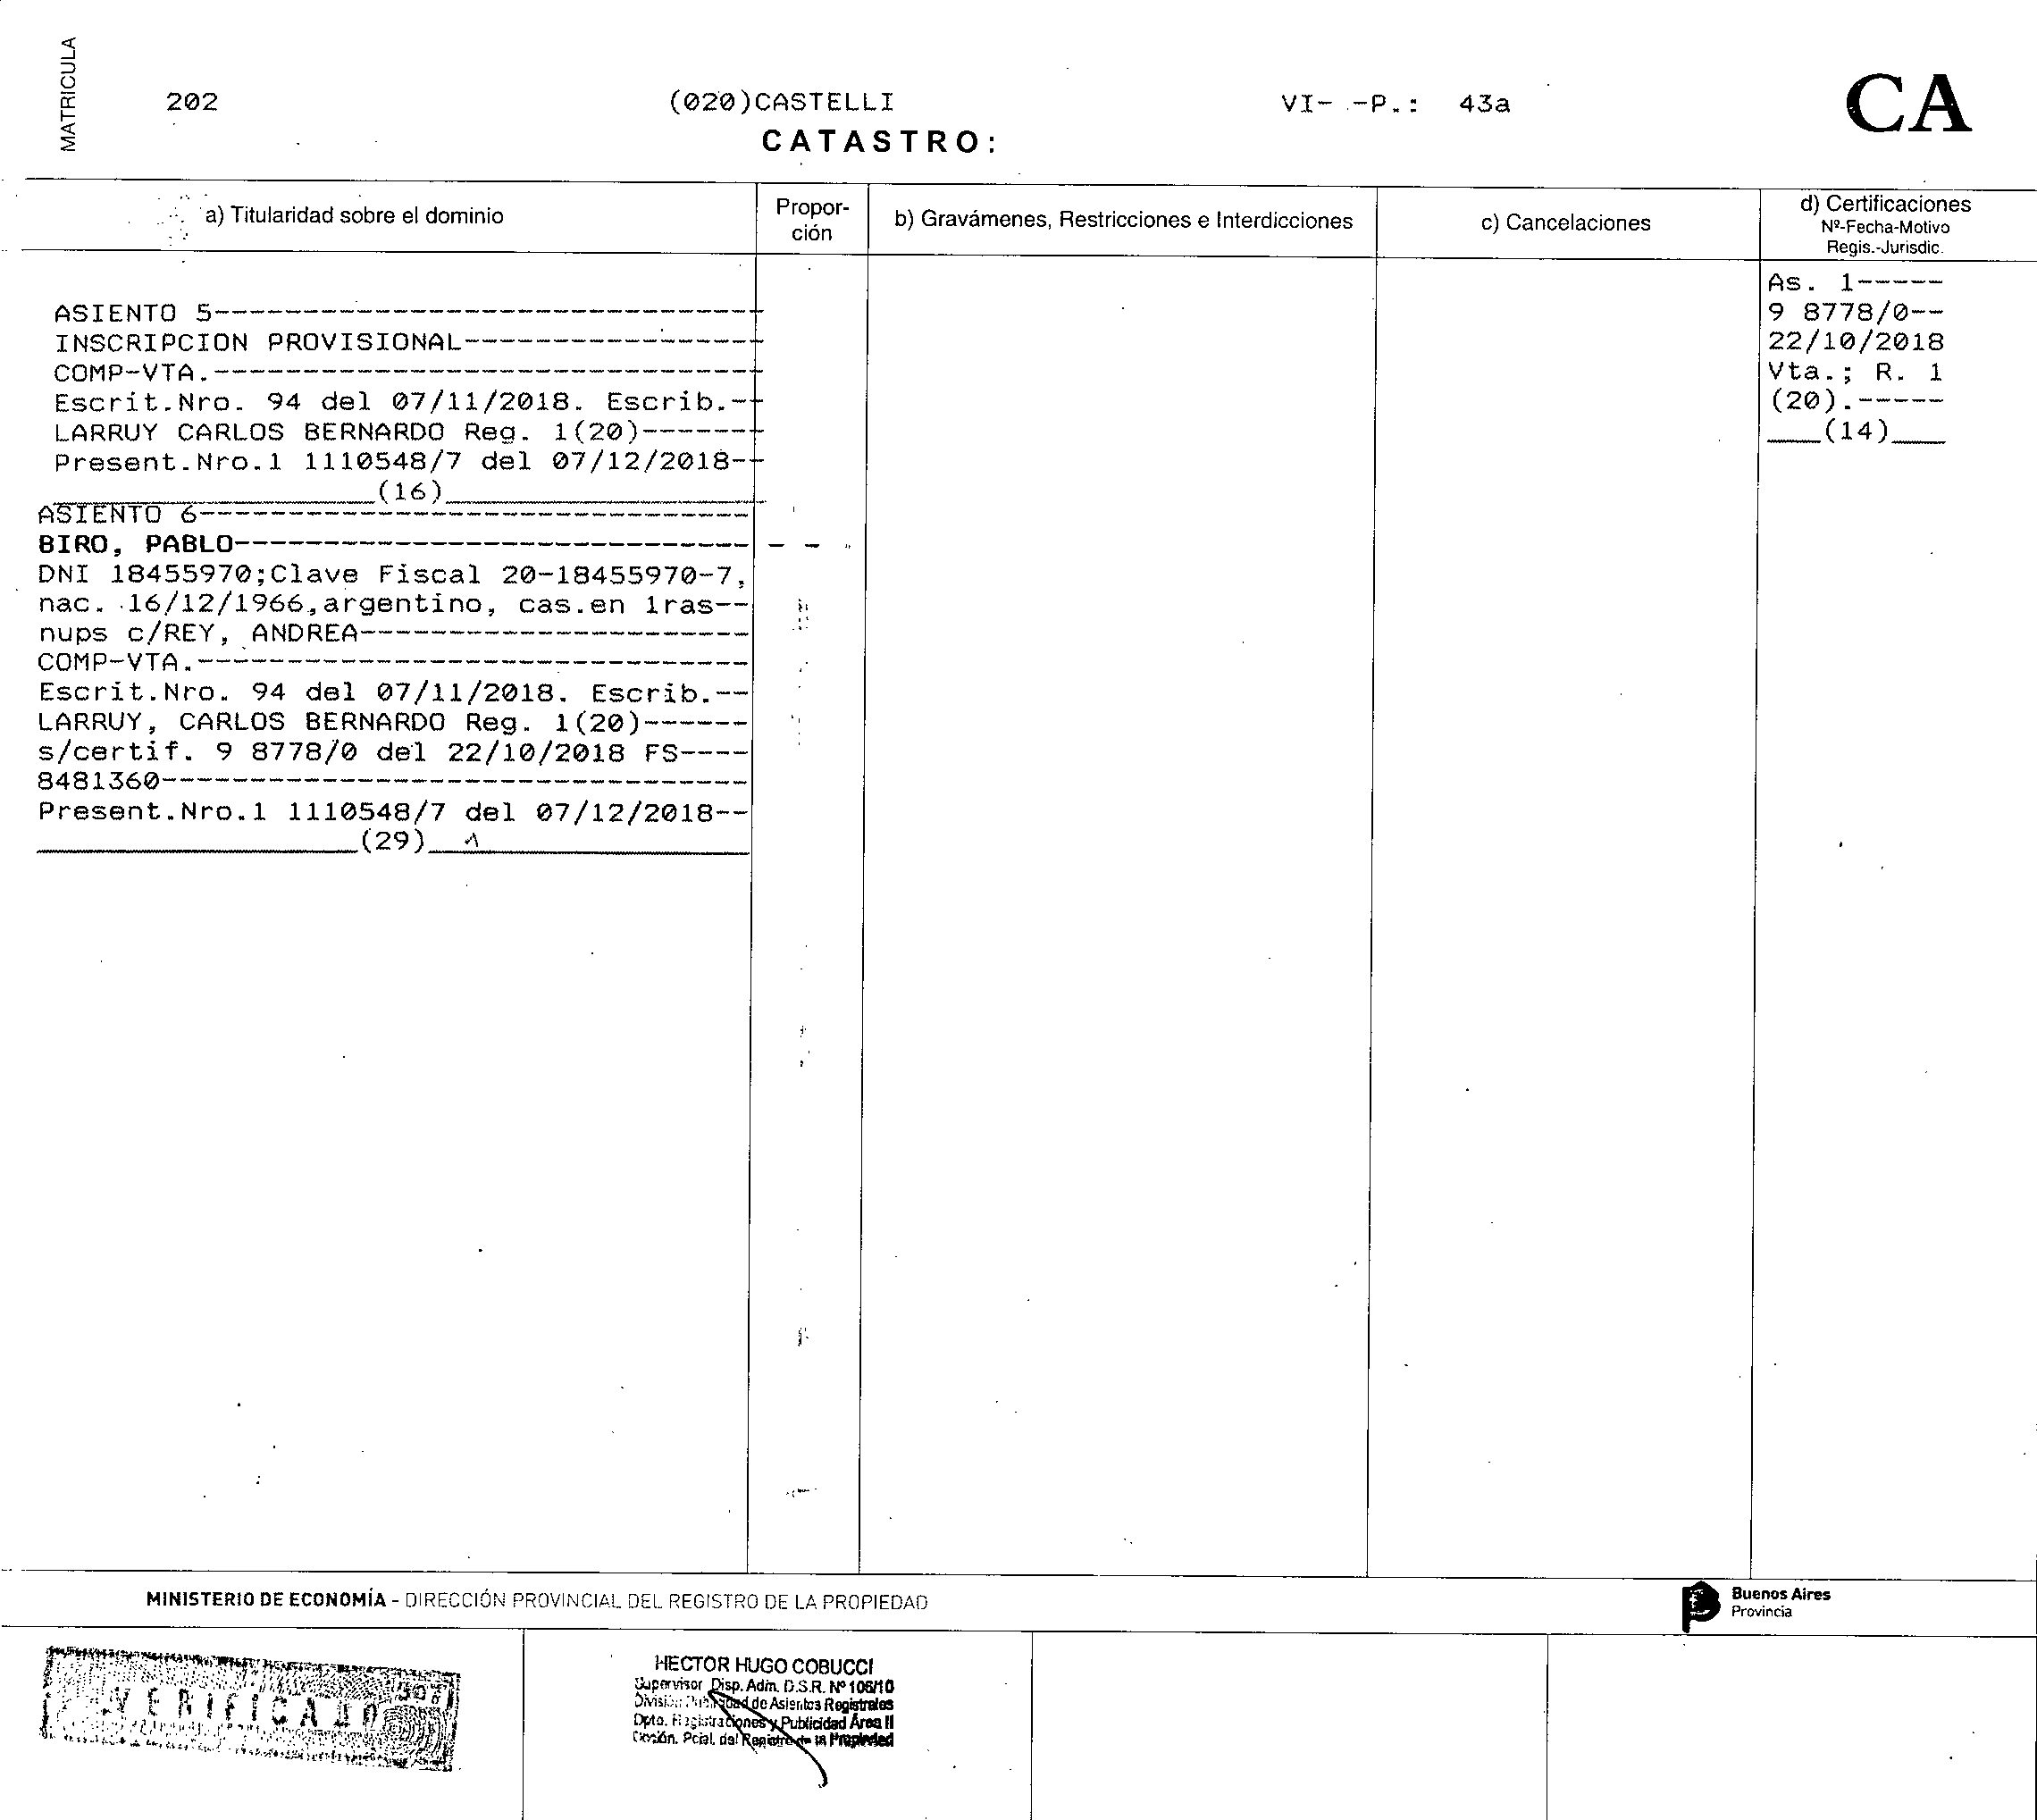 MATRICULA
202
(020)CASTELLI
VI- -P.: 43a
CA
CATASTRO:
a) Titularidad sobre el dominio
Propor-
ción
b) Gravámenes, Restricciones e Interdicciones
c) Cancelaciones
d) Certificaciones
Nº-Fecha-Motivo
Regis.-Jurisdic.
ASIENTO 5-------------------------------
INSCRIPCION PROVISIONAL-----------------
COMP-VTA.-------------------------------
Escrit.Nro. 94 del 07/11/2018. Escrib.--
LARRUY CARLOS BERNARDO Reg. 1(20)-------
Present.Nro.1 1110548/7 del 07/12/2018--
(16)
ASIENTO 6-------------------------------
BIRO, PABLO-----------------------------
DNI 18455970;Clave Fiscal 20-18455970-7,
nac. 16/12/1966,argentino, cas.en 1ras--
nups c/REY, ANDREA----------------------
COMP-VTA.-------------------------------
Escrit.Nro. 94 del 07/11/2018. Escrib.--
LARRUY, CARLOS BERNARDO Reg. 1(20)------
s/certif. 9 8778/0 del 22/10/2018 FS----
8481360---------------------------------
Present.Nro.1 1110548/7 del 07/12/2018--
(29)
As. 1-----
9 8778/0--
22/10/2018
Vta.; R. 1
(20).-----
___(14)___
MINISTERIO DE ECONOMÍA - DIRECCIÓN PROVINCIAL DEL REGISTRO DE LA PROPIEDAD
Buenos Aires
Provincia
VERIFICADO
HECTOR HUGO COBUCCI
Supervisor Disp. Adm. D.S.R. Nº 106/10
División Publicidad de Asientos Registrales
Dpto. Registraciones y Publicidad Área II
Pcial. del Registro de la Propiedad